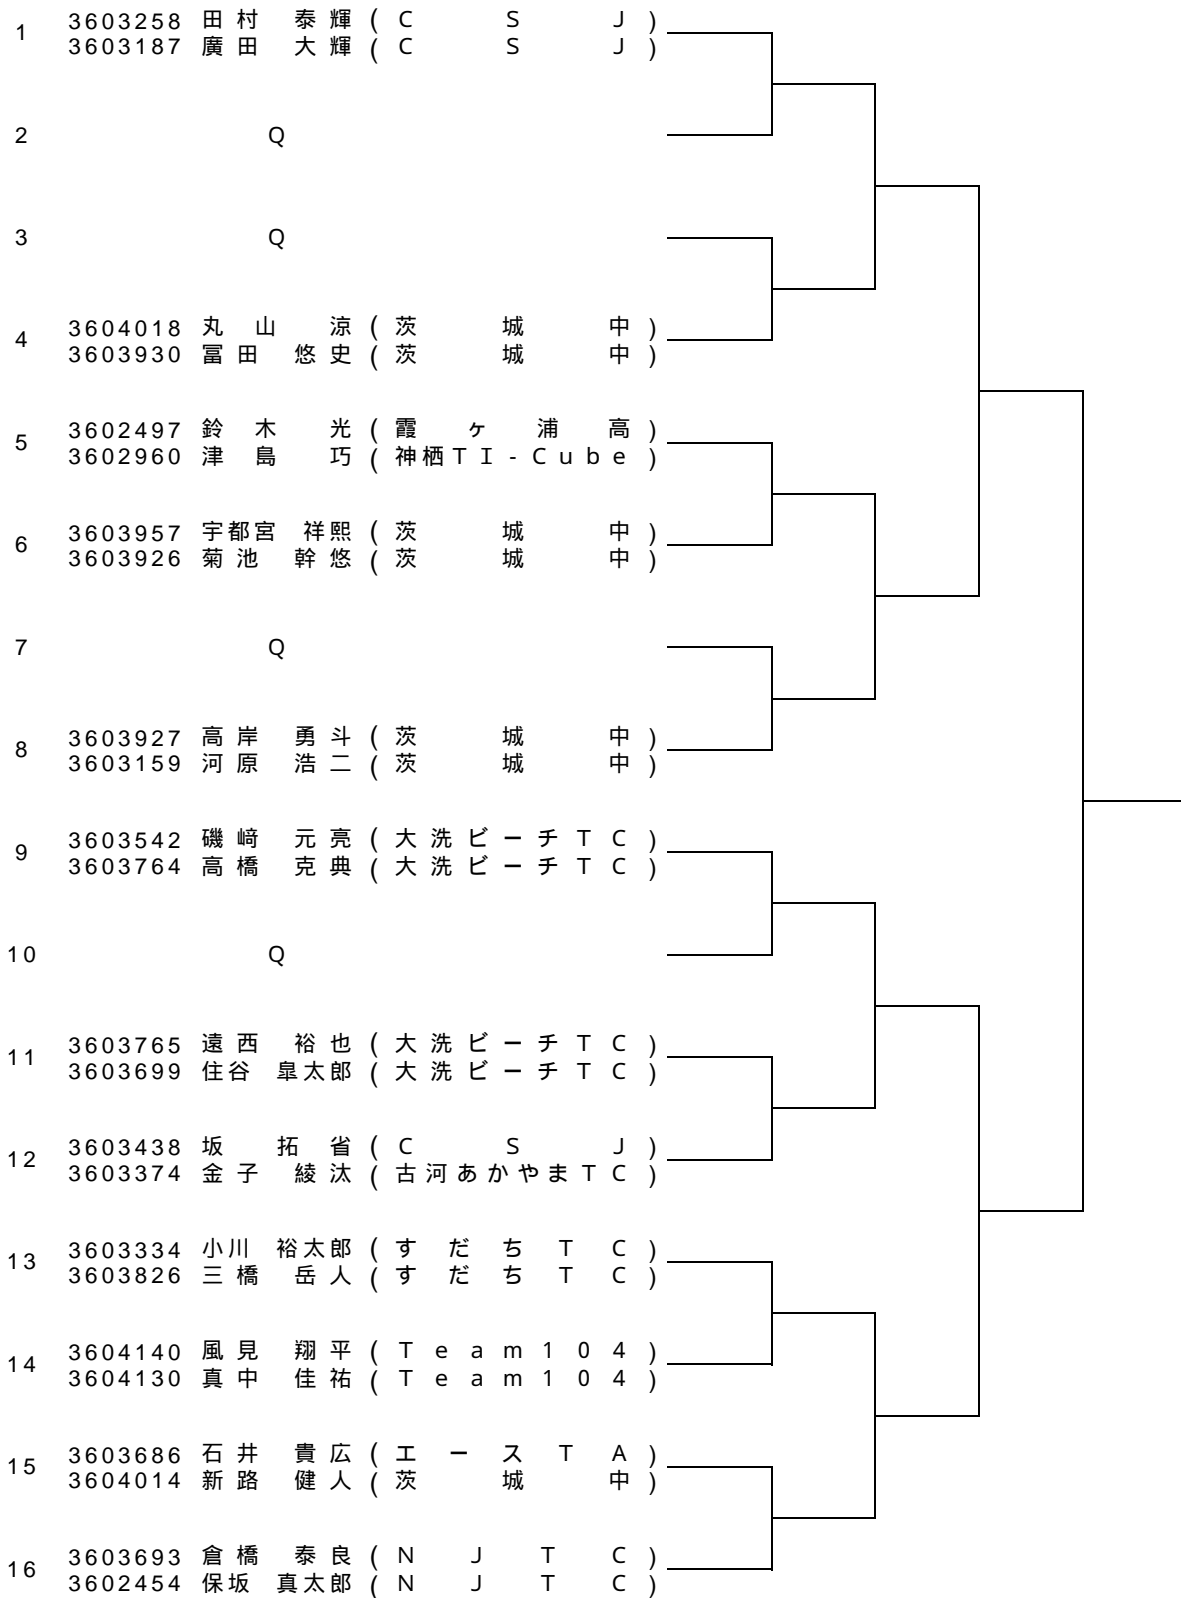 1 3603258 田村 泰輝 (CSJ)
3603187 廣田 大輝 (CSJ)
2 Q
3 Q
4 3604018 丸山 涼 (茨城中)
3603930 冨田 悠史 (茨城中)
5 3602497 鈴木 光 (霞ヶ浦高)
3602960 津島 巧 (神栖TI-Cube)
6 3603957 宇都宮 祥熙 (茨城中)
3603926 菊池 幹悠 (茨城中)
7 Q
8 3603927 高岸 勇斗 (茨城中)
3603159 河原 浩二 (茨城中)
9 3603542 磯﨑 元亮 (大洗ビーチTC)
3603764 高橋 克典 (大洗ビーチTC)
10 Q
11 3603765 遠西 裕也 (大洗ビーチTC)
3603699 住谷 皐太郎 (大洗ビーチTC)
12 3603438 坂 拓省 (CSJ)
3603374 金子 綾汰 (古河あかやまTC)
13 3603334 小川 裕太郎 (すだちTC)
3603826 三橋 岳人 (すだちTC)
14 3604140 風見 翔平 (Team104)
3604130 真中 佳祐 (Team104)
15 3603686 石井 貴広 (エースTA)
3604014 新路 健人 (茨城中)
16 3603693 倉橋 泰良 (NJTC)
3602454 保坂 真太郎 (NJTC)